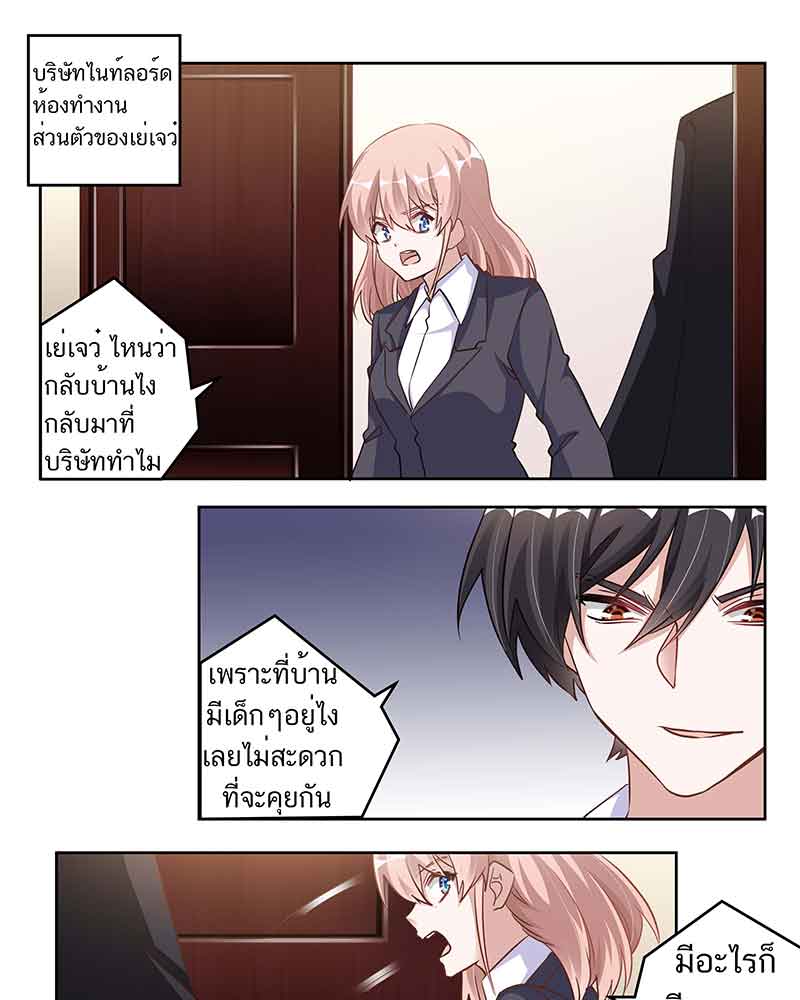 บริษัทไนท์ลอร์ด
ห้องทำงาน
ส่วนตัวของเย่เจว๋
เย่เจว๋ ไหนว่า
กลับบ้านไง
กลับมาที่
บริษัททำไม
เพราะที่บ้าน
มีเด็กๆอยู่ไง
เลยไม่สะดวก
ที่จะคุยกัน
มีอะไรก็